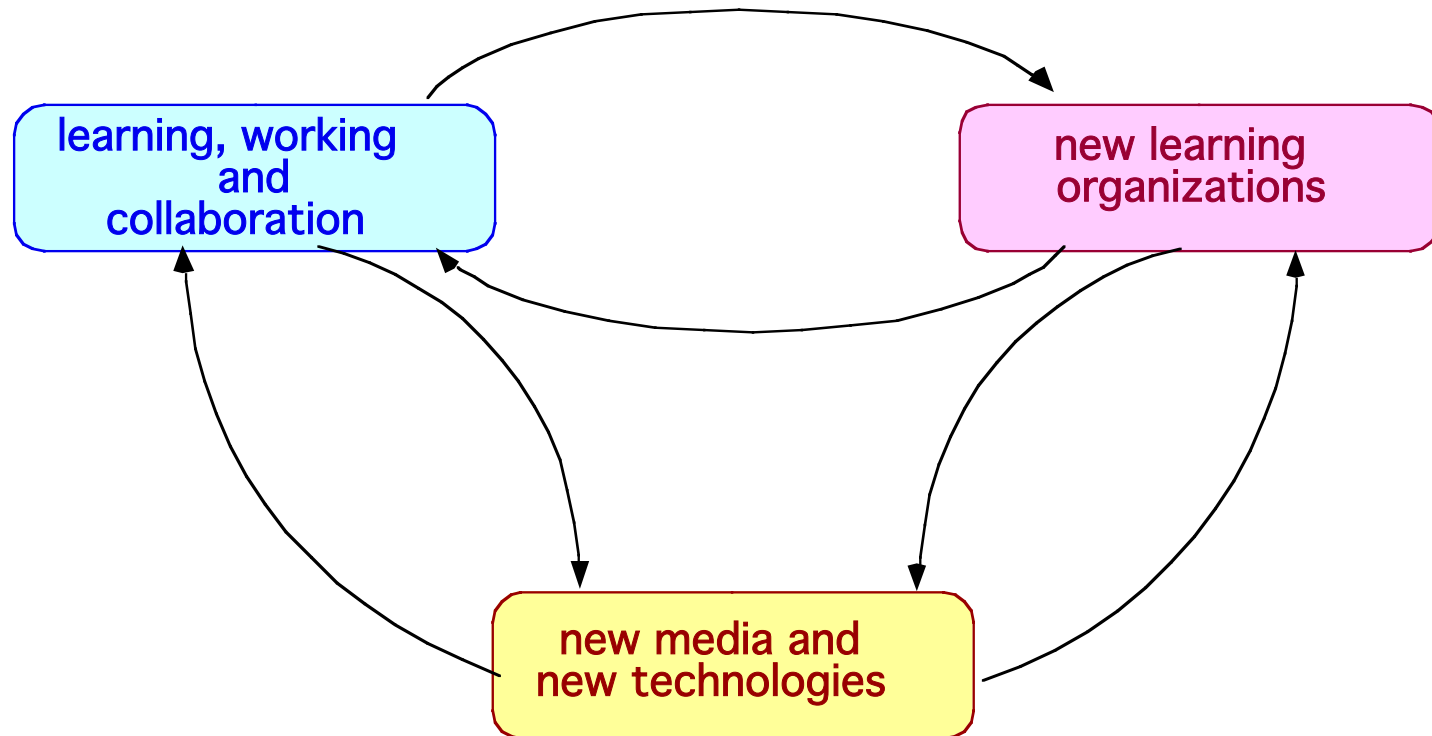 learning, working
and
collaboration
new learning
organizations
new media and
new technologies